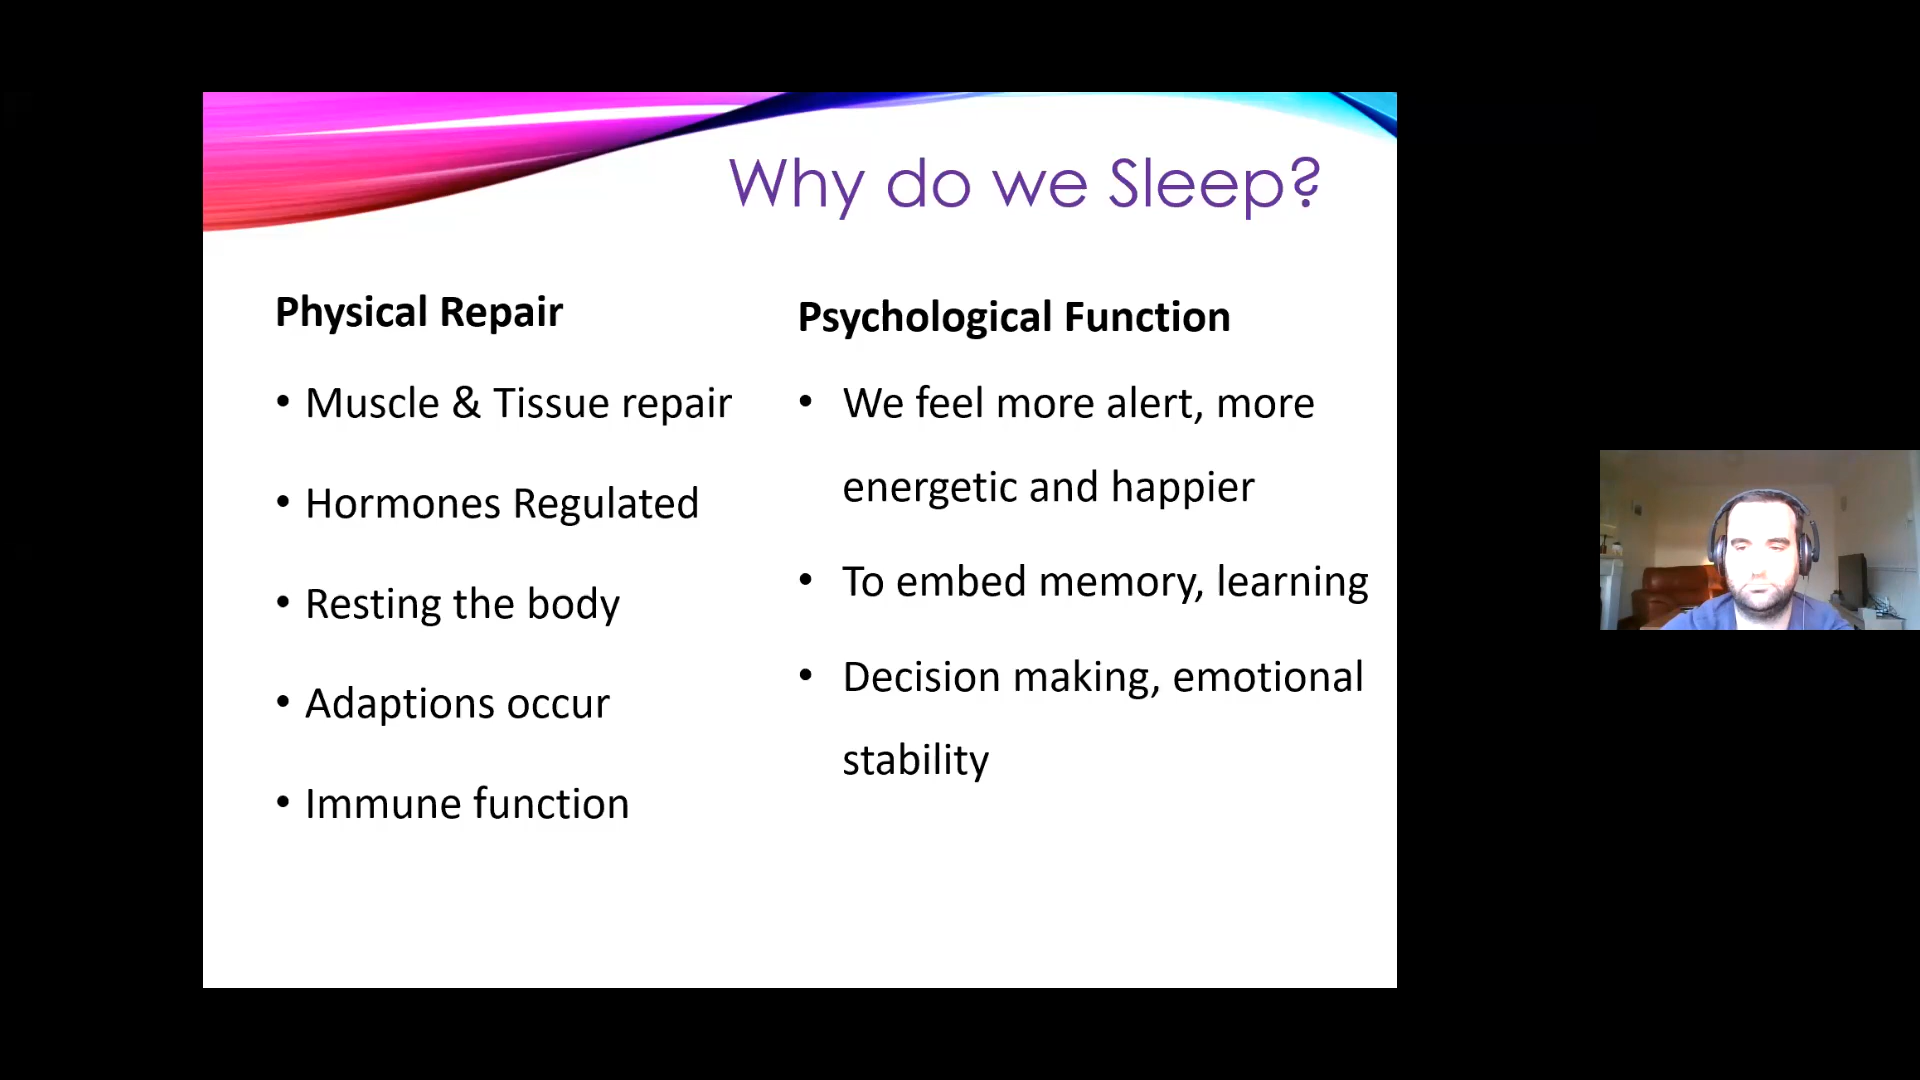 Why do we Sleep?
Physical Repair
• Muscle & Tissue repair
• Hormones Regulated
• Resting the body
• Adaptions occur
• Immune function
Psychological Function
• We feel more alert, more
energetic and happier
• To embed memory, learning
• Decision making, emotional
stability